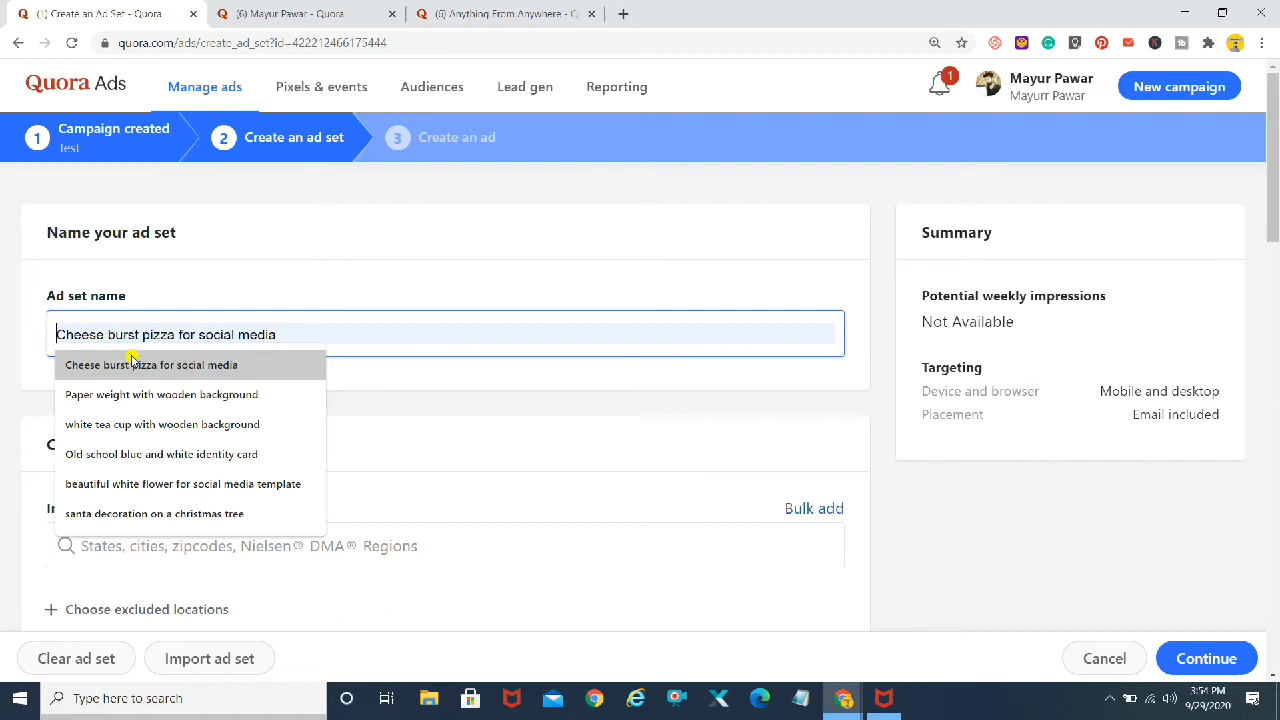 (1) Create an Ad Set - Quora Ads
(6) Mayur Pawar - Quora
(6) Anything From Anywhere - Q
quora.com/ads/create_ad_set?id=422212466175444
Quora Ads
Manage ads
Pixels & events
Audiences
Lead gen
Reporting
1
Mayur Pawar
Mayurr Pawar
New campaign
1
Campaign created
Test
2
Create an ad set
3
Create an ad
Name your ad set
Ad set name
Cheese burst pizza for social media
Cheese burst pizza for social media
Paper weight with wooden background
white tea cup with wooden background
Old school blue and white identity card
beautiful white flower for social media template
santa decoration on a christmas tree
Bulk add
States, cities, zipcodes, Nielsen® DMA® Regions
Choose excluded locations
Summary
Potential weekly impressions
Not Available
Targeting
Device and browser
Mobile and desktop
Placement
Email included
Clear ad set
Import ad set
Cancel
Continue
Type here to search
3:54 PM
9/29/2020